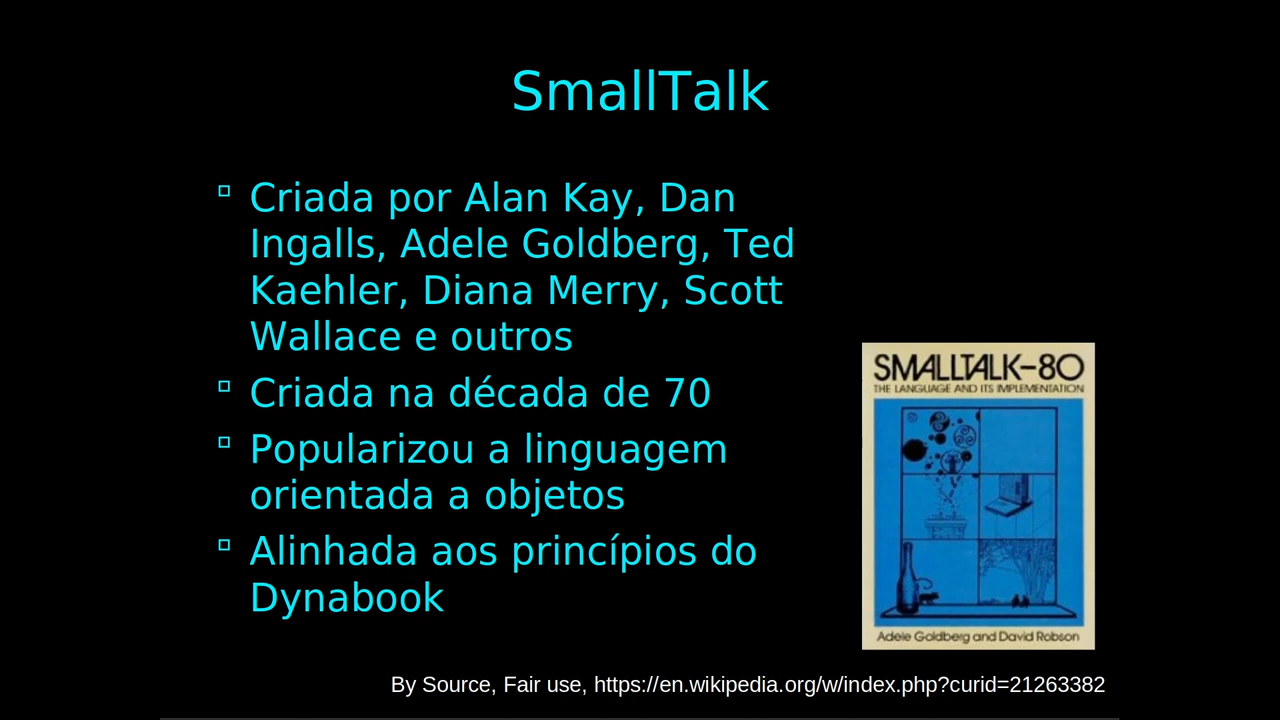 SmallTalk
Criada por Alan Kay, Dan
Ingalls, Adele Goldberg, Ted
Kaehler, Diana Merry, Scott
Wallace e outros
Criada na década de 70
Popularizou a linguagem
orientada a objetos
Alinhada aos princípios do
Dynabook
SMALLTALK-80
THE LANGUAGE AND ITS IMPLEMENTATION
Adele Goldberg and David Robson
By Source, Fair use, https://en.wikipedia.org/w/index.php?curid=21263382